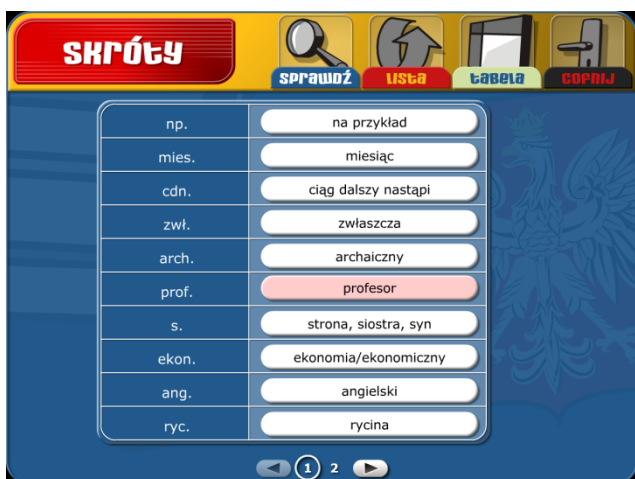 skróty
sprawdź
lista
tabela
cofnij
np. na przykład
mies. miesiąc
cdn. ciąg dalszy nastąpi
zwł. zwłaszcza
arch. archaiczny
prof. profesor
s. strona, siostra, syn
ekon. ekonomia/ekonomiczny
ang. angielski
ryc. rycina
1 2